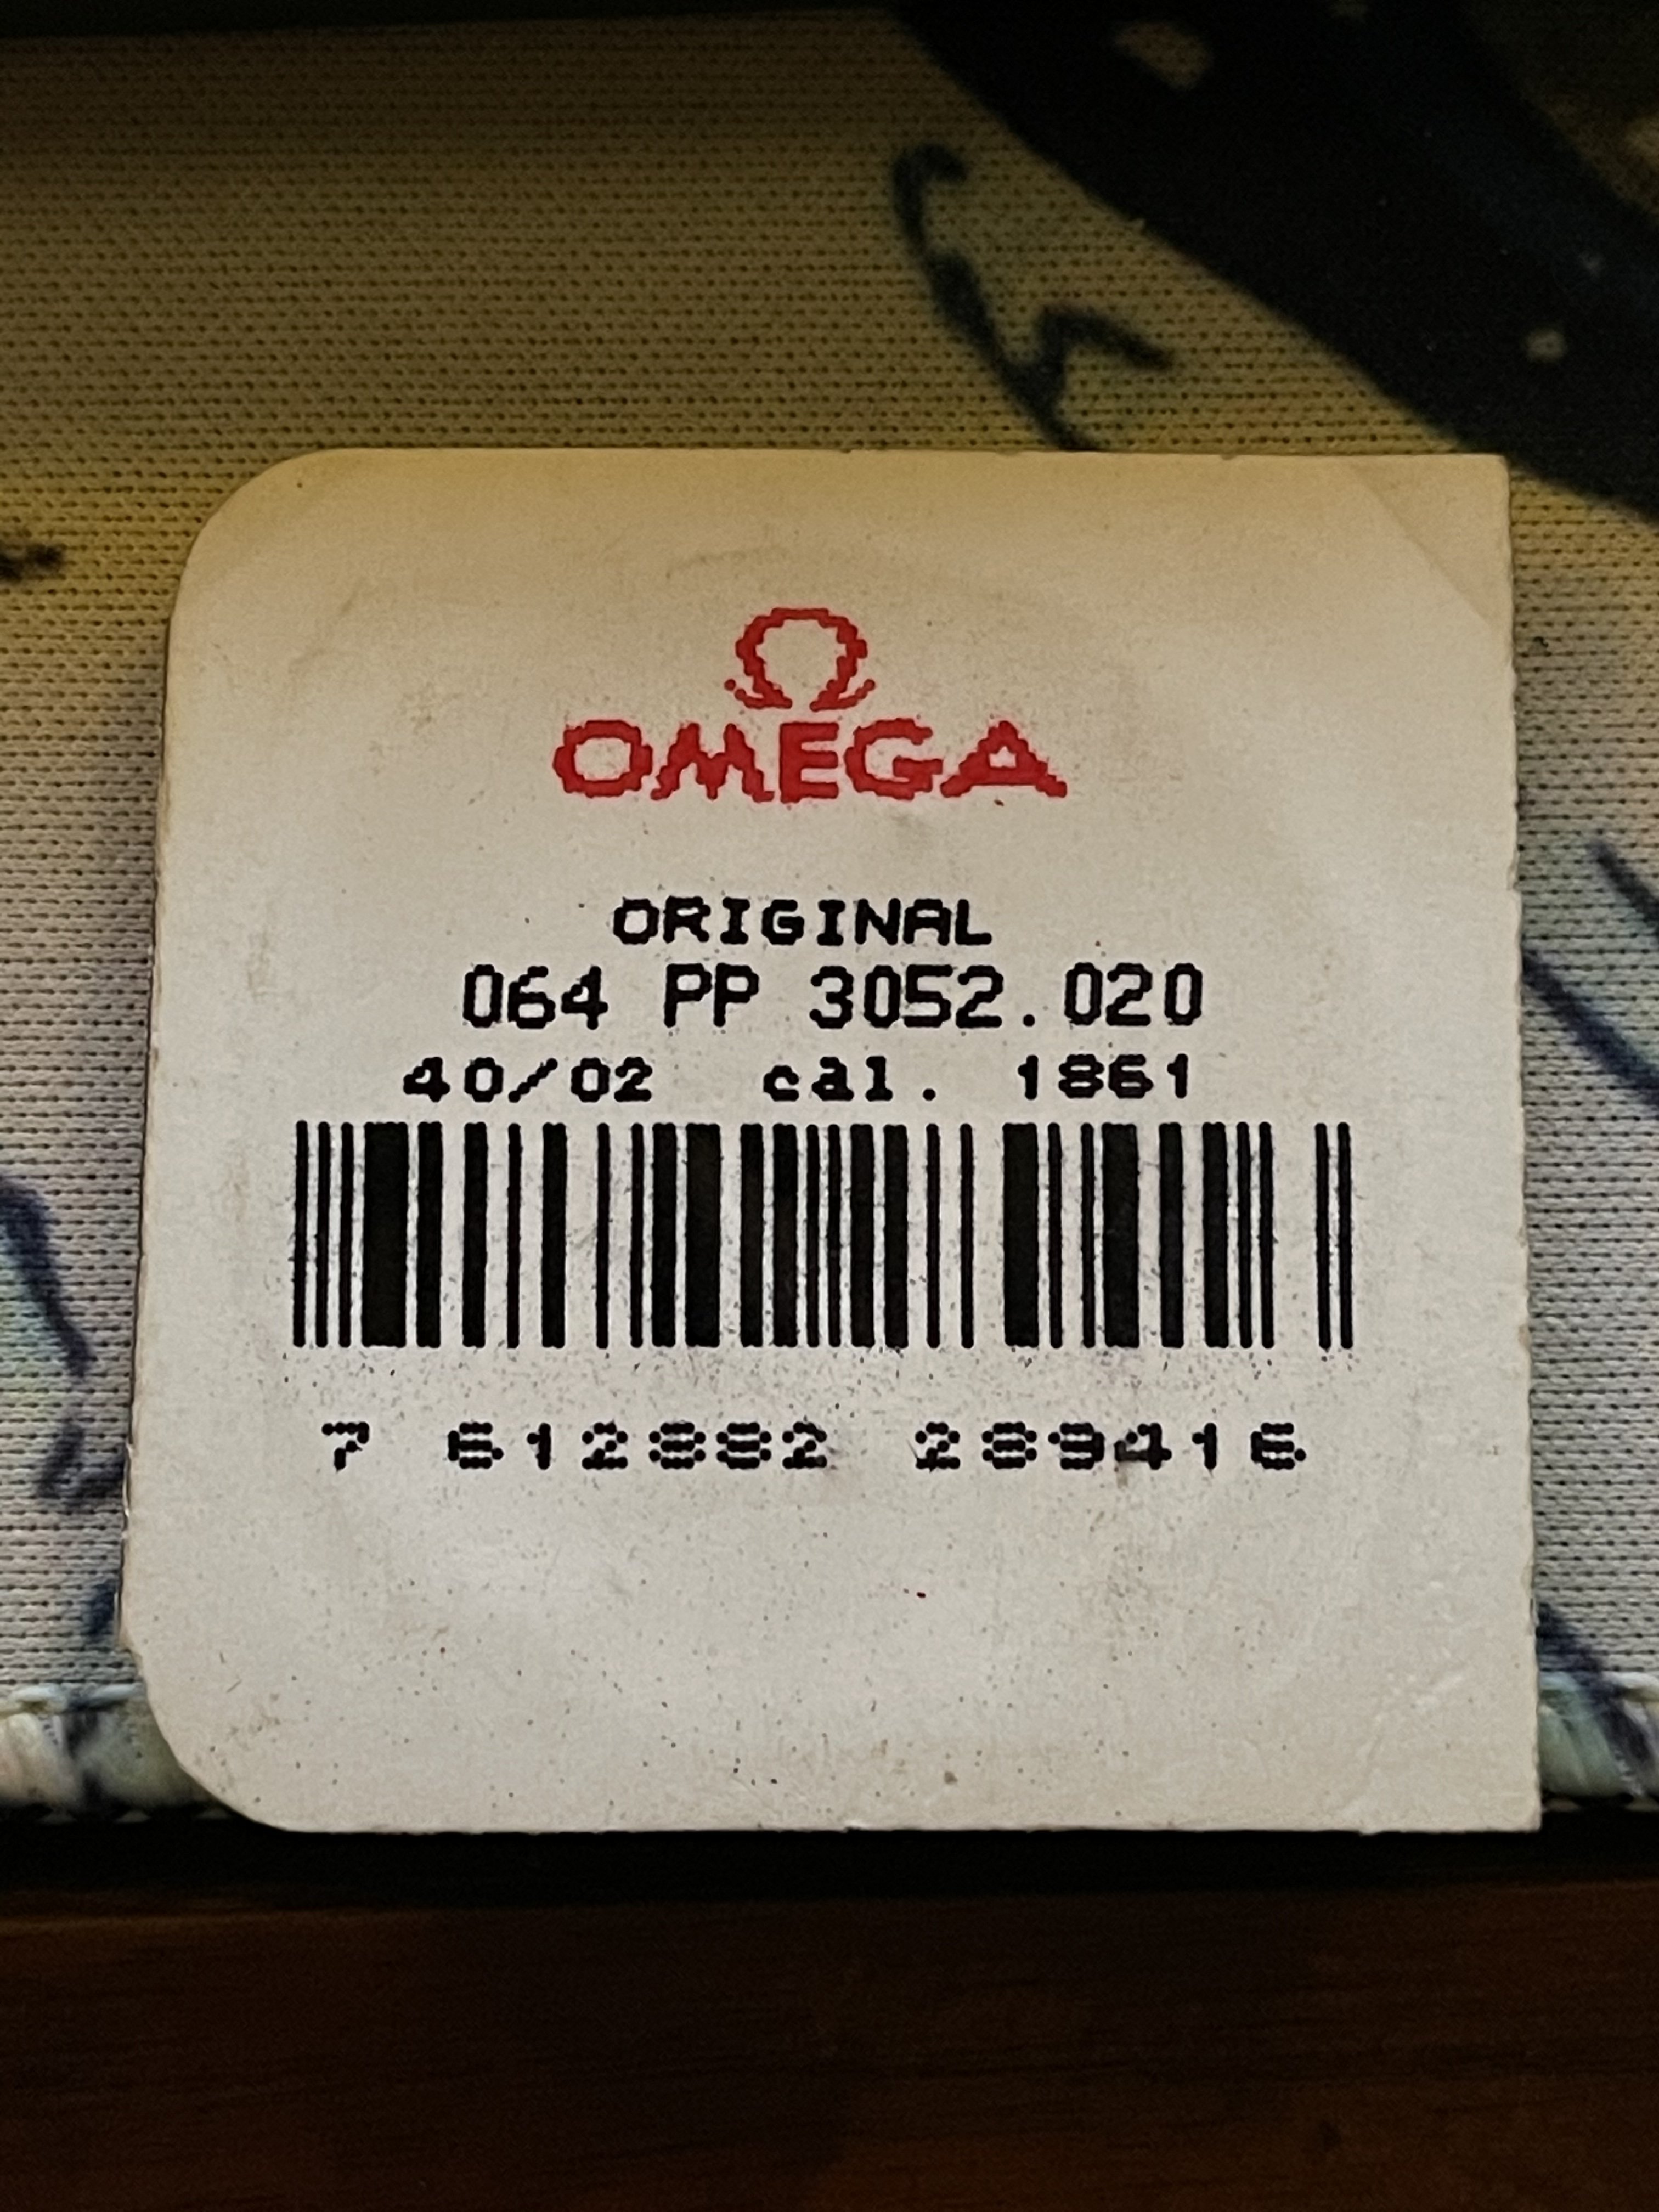 Ω
OMEGA
ORIGINAL
064 PP 3052.020
40/02 cal. 1861
7 612882 289416